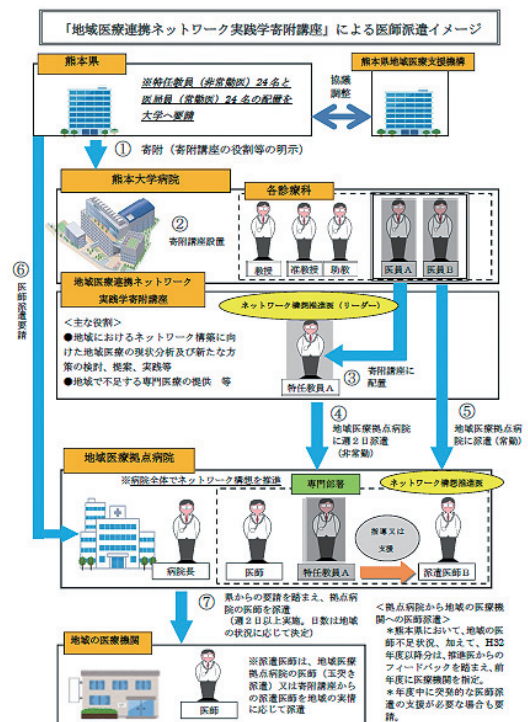 「地域医療連携ネットワーク実践学寄附講座」による医師派遣イメージ
熊本県
※特任教員（非常勤医）24名と
医局員（常勤医）24名の配置を
大学へ要請
協議
調整
熊本県地域医療支援機構
① 寄附（寄附講座の役割等の明示）
熊本大学病院
②
寄附講座設置
各診療科
教授
准教授
助教
医員A
医員B
⑥
医師派遣要請
地域医療連携ネットワーク
実践学寄附講座
＜主な役割＞
●地域におけるネットワーク構築に向
けた地域医療の現状分析及び新たな方
策の検討、提案、実践等
●地域で不足する専門医療の提供 等
ネットワーク構想推進医（リーダー）
特任教員A
③
寄附講座に
配置
④
地域医療拠点病院
に週2日派遣
（非常勤）
⑤
地域医療拠点病
院に派遣（常勤）
地域医療拠点病院
※病院全体でネットワーク構想を推進
専門部署
ネットワーク構想推進医
病院長
医師
特任教員A
指導又は
支援
派遣医師B
⑦
県からの要請を踏まえ、拠点病
院の医師を派遣
（週2日以上実施。日数は地域
の状況に応じて決定）
地域の医療機関
医師
※派遣医師は、地域医療
拠点病院の医師（玉突き
派遣）又は寄附講座から
の派遣医師を地域の実情
に応じて派遣
＜拠点病院から地域の医療機
関への医師派遣＞
＊熊本県において、地域の医
師不足状況、加えて、H32
年度以降分は、推進医からの
フィードバックを踏まえ、前
年度に医療機関を指定。
＊年度中に突発的な医師派遣
の支援が必要な場合も要
請。